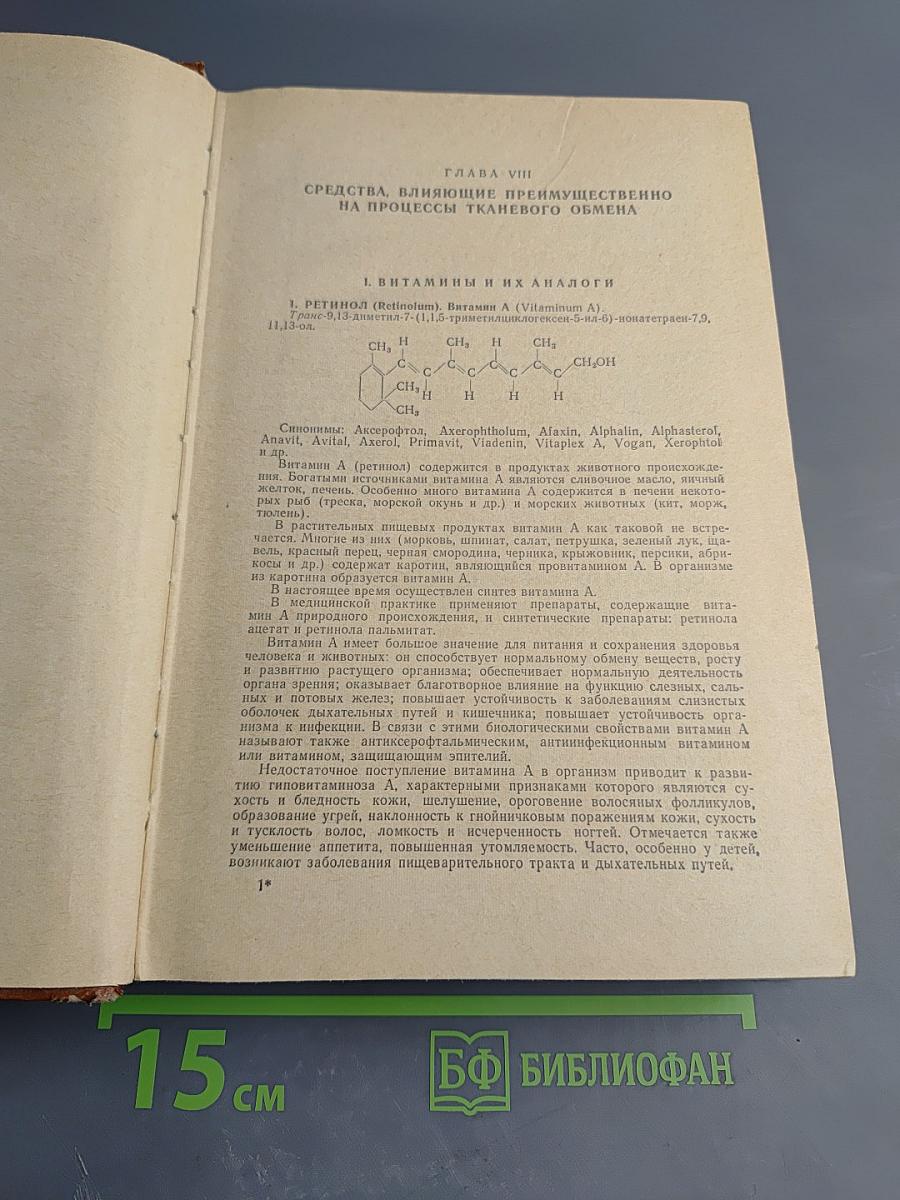 ГЛАВА VIII
СРЕДСТВА, ВЛИЯЮЩИЕ ПРЕИМУЩЕСТВЕННО
НА ПРОЦЕССЫ ТКАНЕВОГО ОБМЕНА
I. ВИТАМИНЫ И ИХ АНАЛОГИ
1. РЕТИНОЛ (Retinolum). Витамин А (Vitaminum A).
Транс-9,13-диметил-7-(1,1,5-триметилциклогексен-5-ил-6)-нонатетраен-7,9,
11,13-ол.
CH₃ H CH₃ H CH₃
C C C C C C C C CH₂OH
CH₃ H H H H
CH₃
Синонимы: Аксерофтол, Axerophtholum, Afaxin, Alphalin, Alphasterol,
Anavit, Avital, Axerol, Primavit, Viadenin, Vitaplex A, Vogan, Xerophtol
и др.
Витамин А (ретинол) содержится в продуктах животного происхожде-
ния. Богатыми источниками витамина А являются сливочное масло, яичный
желток, печень. Особенно много витамина А содержится в печени некото-
рых рыб (треска, морской окунь и др.) и морских животных (кит, морж,
тюлень).
В растительных пищевых продуктах витамин А как таковой не встре-
чается. Многие из них (морковь, шпинат, салат, петрушка, зеленый лук, ща-
вель, красный перец, черная смородина, черника, крыжовник, персики, абри-
косы и др.) содержат каротин, являющийся провитамином А. В организме
из каротина образуется витамин А.
В настоящее время осуществлен синтез витамина А.
В медицинской практике применяют препараты, содержащие вита-
мин А природного происхождения, и синтетические препараты: ретинола
ацетат и ретинола пальмитат.
Витамин А имеет большое значение для питания и сохранения здоровья
человека и животных: он способствует нормальному обмену веществ, росту
и развитию растущего организма; обеспечивает нормальную деятельность
органа зрения; оказывает благотворное влияние на функцию слезных, саль-
ных и потовых желез; повышает устойчивость к заболеваниям слизистых
оболочек дыхательных путей и кишечника; повышает устойчивость орга-
низма к инфекции. В связи с этими биологическими свойствами витамин А
называют также антиксерофтальмическим, антиинфекционным витамином
или витамином, защищающим эпителий.
Недостаточное поступление витамина А в организм приводит к разви-
тию гиповитаминоза А, характерными признаками которого являются су-
хость и бледность кожи, шелушение, ороговение волосяных фолликулов,
образование угрей, наклонность к гнойничковым поражениям кожи, сухость
и тусклость волос, ломкость и исчерченность ногтей. Отмечается также
уменьшение аппетита, повышенная утомляемость. Часто, особенно у детей,
возникают заболевания пищеварительного тракта и дыхательных путей,
1*
15 см
БФ БИБЛИОФАН